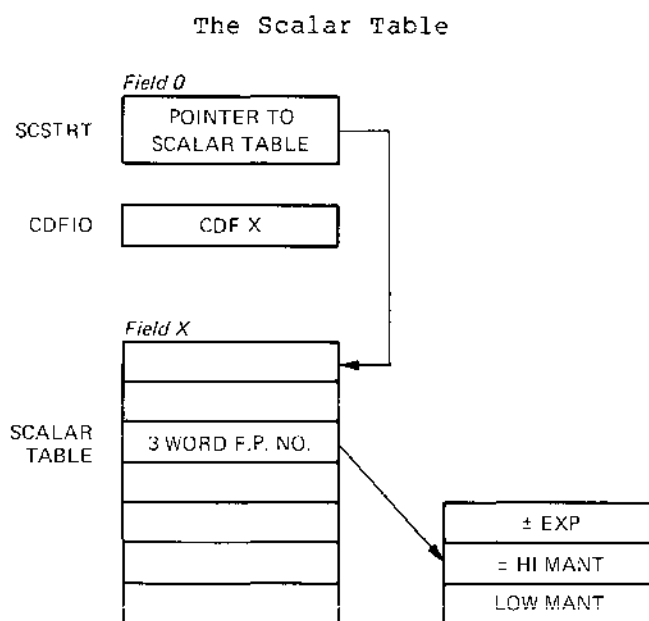 The Scalar Table
Field 0
SCSTRT
POINTER TO
SCALAR TABLE
CDFIO
CDF X
Field X
SCALAR
TABLE
3 WORD F.P. NO.
± EXP
= HI MANT
LOW MANT